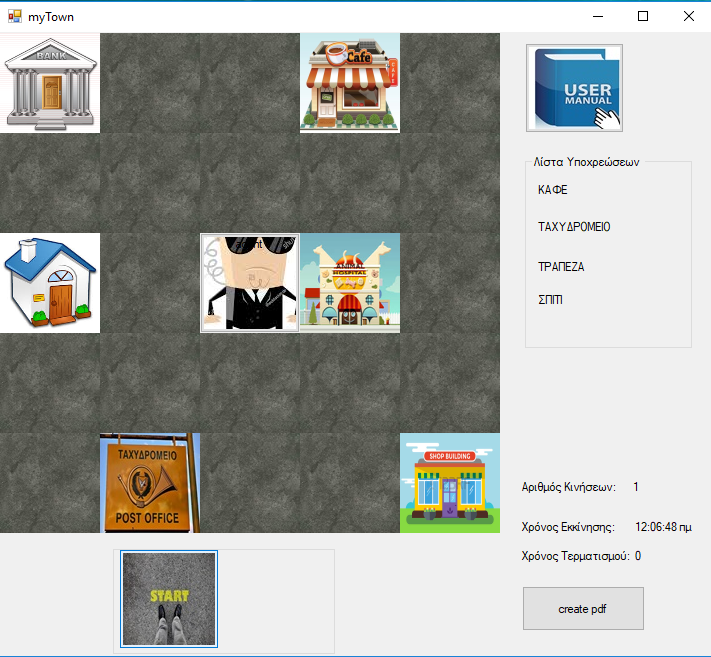 myTown
BANK
Cafe
CAFE
USER
MANUAL
Λίστα Υποχρεώσεων
ΚΑΦΕ
ΤΑΧΥΔΡΟΜΕΙΟ
ΤΡΑΠΕΖΑ
ΣΠΙΤΙ
ANIMAL
HOSPITAL
ΤΑΧΥΔΡΟΜΕΙΟ
POST OFFICE
SHOP BUILDING
Αριθμός Κινήσεων: 1
Χρόνος Εκκίνησης: 12:06:48 πμ
Χρόνος Τερματισμού: 0
START
create pdf